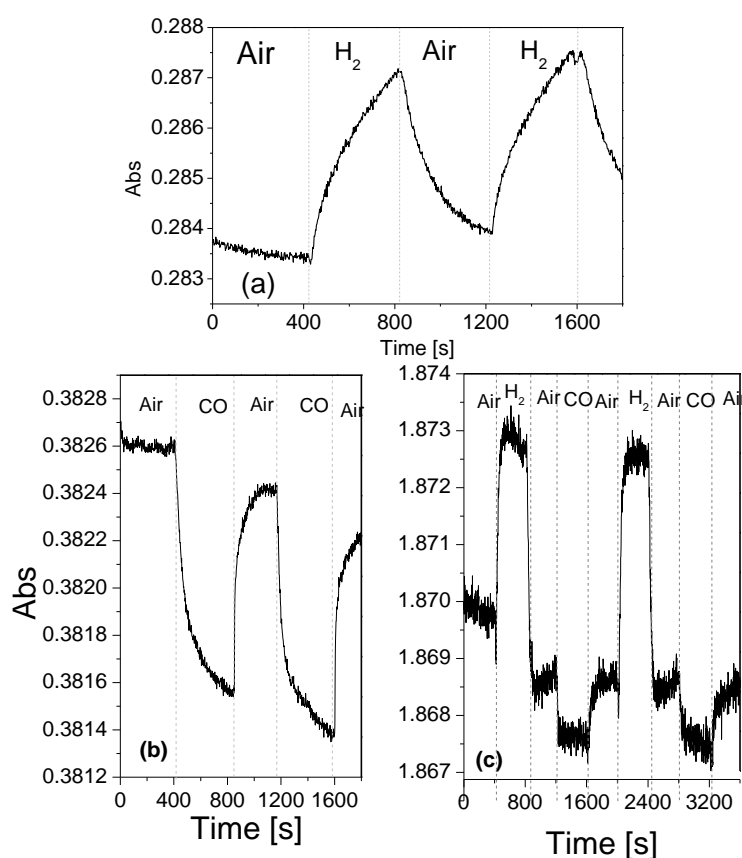 0.288
0.287
0.286
0.285
0.284
0.283
Abs
Air H₂ Air H₂
(a)
0 400 800 1200 1600
Time [s]
0.3828
0.3826
0.3824
0.3822
0.3820
0.3818
0.3816
0.3814
0.3812
Abs
Air CO Air CO Air
(b)
0 400 800 1200 1600
Time [s]
1.874
1.873
1.872
1.871
1.870
1.869
1.868
1.867
Air H₂ Air CO Air H₂ Air CO Air
(c)
0 800 1600 2400 3200
Time [s]